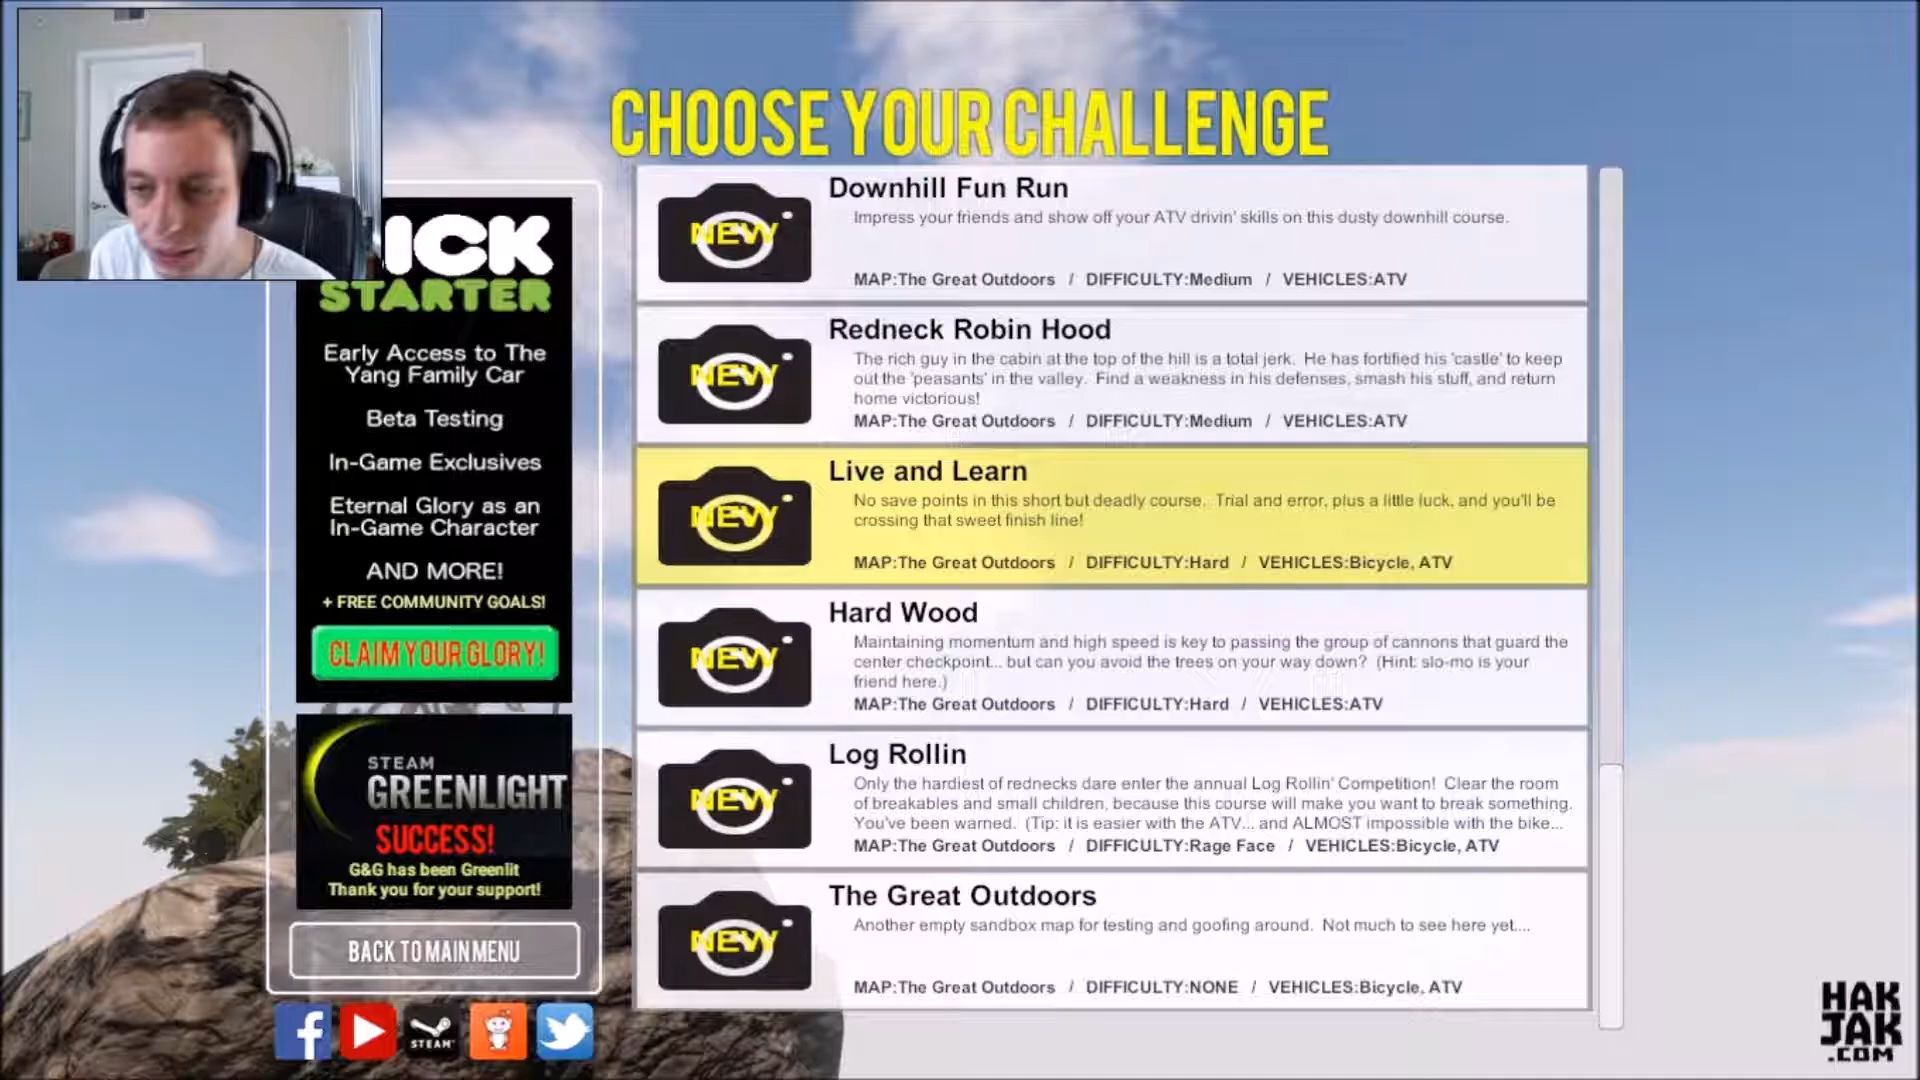 CHOOSE YOUR CHALLENGE
ICK
STARTER
Early Access to The
Yang Family Car
Beta Testing
In-Game Exclusives
Eternal Glory as an
In-Game Character
AND MORE!
+ FREE COMMUNITY GOALS!
CLAIM YOUR GLORY!
STEAM
GREENLIGHT
SUCCESS!
G&G has been Greenlit
Thank you for your support!
BACK TO MAIN MENU
STEAM
NEW
Downhill Fun Run
Impress your friends and show off your ATV drivin' skills on this dusty downhill course.
MAP:The Great Outdoors / DIFFICULTY:Medium / VEHICLES:ATV
NEW
Redneck Robin Hood
The rich guy in the cabin at the top of the hill is a total jerk. He has fortified his 'castle' to keep
out the 'peasants' in the valley. Find a weakness in his defenses, smash his stuff, and return
home victorious!
MAP:The Great Outdoors / DIFFICULTY:Medium / VEHICLES:ATV
NEW
Live and Learn
No save points in this short but deadly course. Trial and error, plus a little luck, and you'll be
crossing that sweet finish line!
MAP:The Great Outdoors / DIFFICULTY:Hard / VEHICLES:Bicycle, ATV
NEW
Hard Wood
Maintaining momentum and high speed is key to passing the group of cannons that guard the
center checkpoint... but can you avoid the trees on your way down? (Hint: slo-mo is your
friend here.)
MAP:The Great Outdoors / DIFFICULTY:Hard / VEHICLES:ATV
NEW
Log Rollin
Only the hardiest of rednecks dare enter the annual Log Rollin' Competition! Clear the room
of breakables and small children, because this course will make you want to break something.
You've been warned. (Tip: it is easier with the ATV... and ALMOST impossible with the bike...
MAP:The Great Outdoors / DIFFICULTY:Rage Face / VEHICLES:Bicycle, ATV
NEW
The Great Outdoors
Another empty sandbox map for testing and goofing around. Not much to see here yet....
MAP:The Great Outdoors / DIFFICULTY:NONE / VEHICLES:Bicycle, ATV
HAK
JAK
.COM